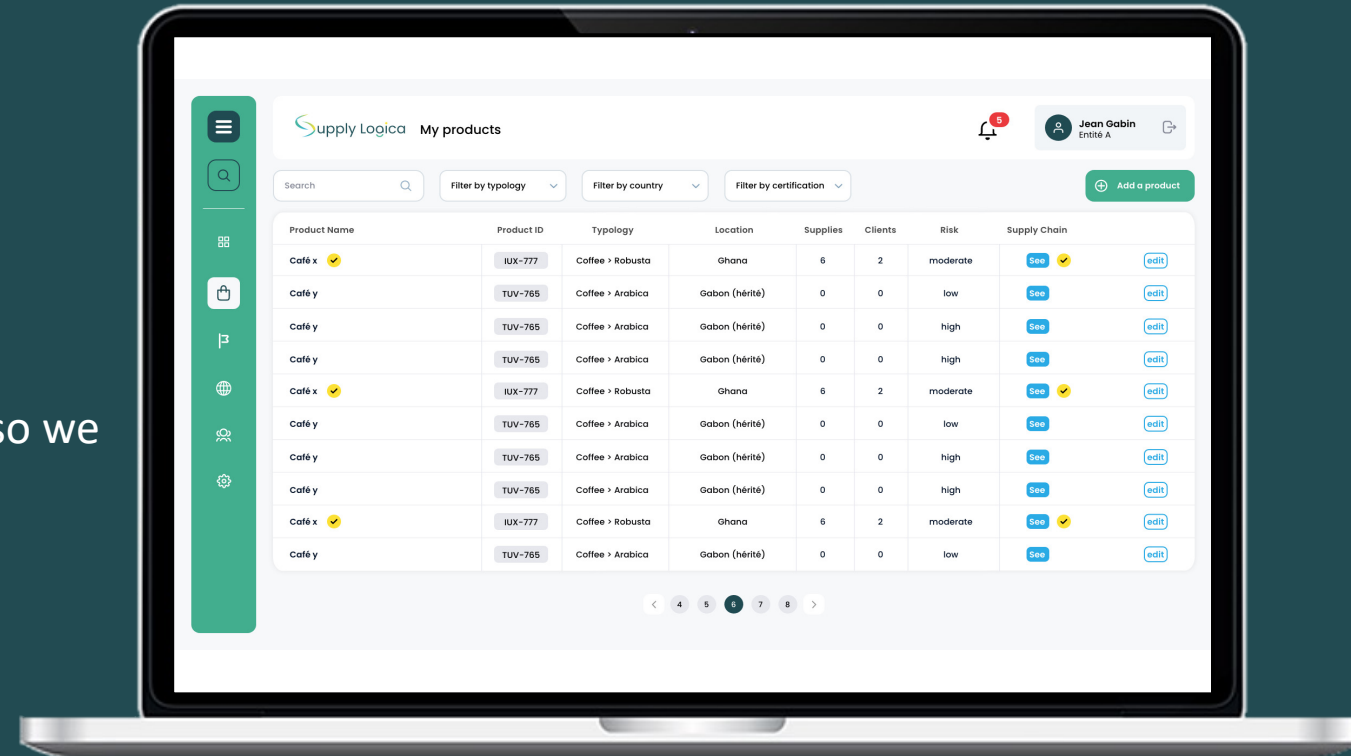 so we
Supply Logica My products 5 Jean Gabin
Entité A
Search Filter by typology Filter by country Filter by certification Add a product
Product Name Product ID Typology Location Supplies Clients Risk Supply Chain
Café x IUX-777 Coffee > Robusta Ghana 6 2 moderate See edit
Café y TUV-765 Coffee > Arabica Gabon (hérité) 0 0 low See edit
Café y TUV-765 Coffee > Arabica Gabon (hérité) 0 0 high See edit
Café y TUV-765 Coffee > Arabica Gabon (hérité) 0 0 high See edit
Café x IUX-777 Coffee > Robusta Ghana 6 2 moderate See edit
Café y TUV-765 Coffee > Arabica Gabon (hérité) 0 0 low See edit
Café y TUV-765 Coffee > Arabica Gabon (hérité) 0 0 high See edit
Café y TUV-765 Coffee > Arabica Gabon (hérité) 0 0 high See edit
Café x IUX-777 Coffee > Robusta Ghana 6 2 moderate See edit
Café y TUV-765 Coffee > Arabica Gabon (hérité) 0 0 low See edit
< 4 5 6 7 8 >